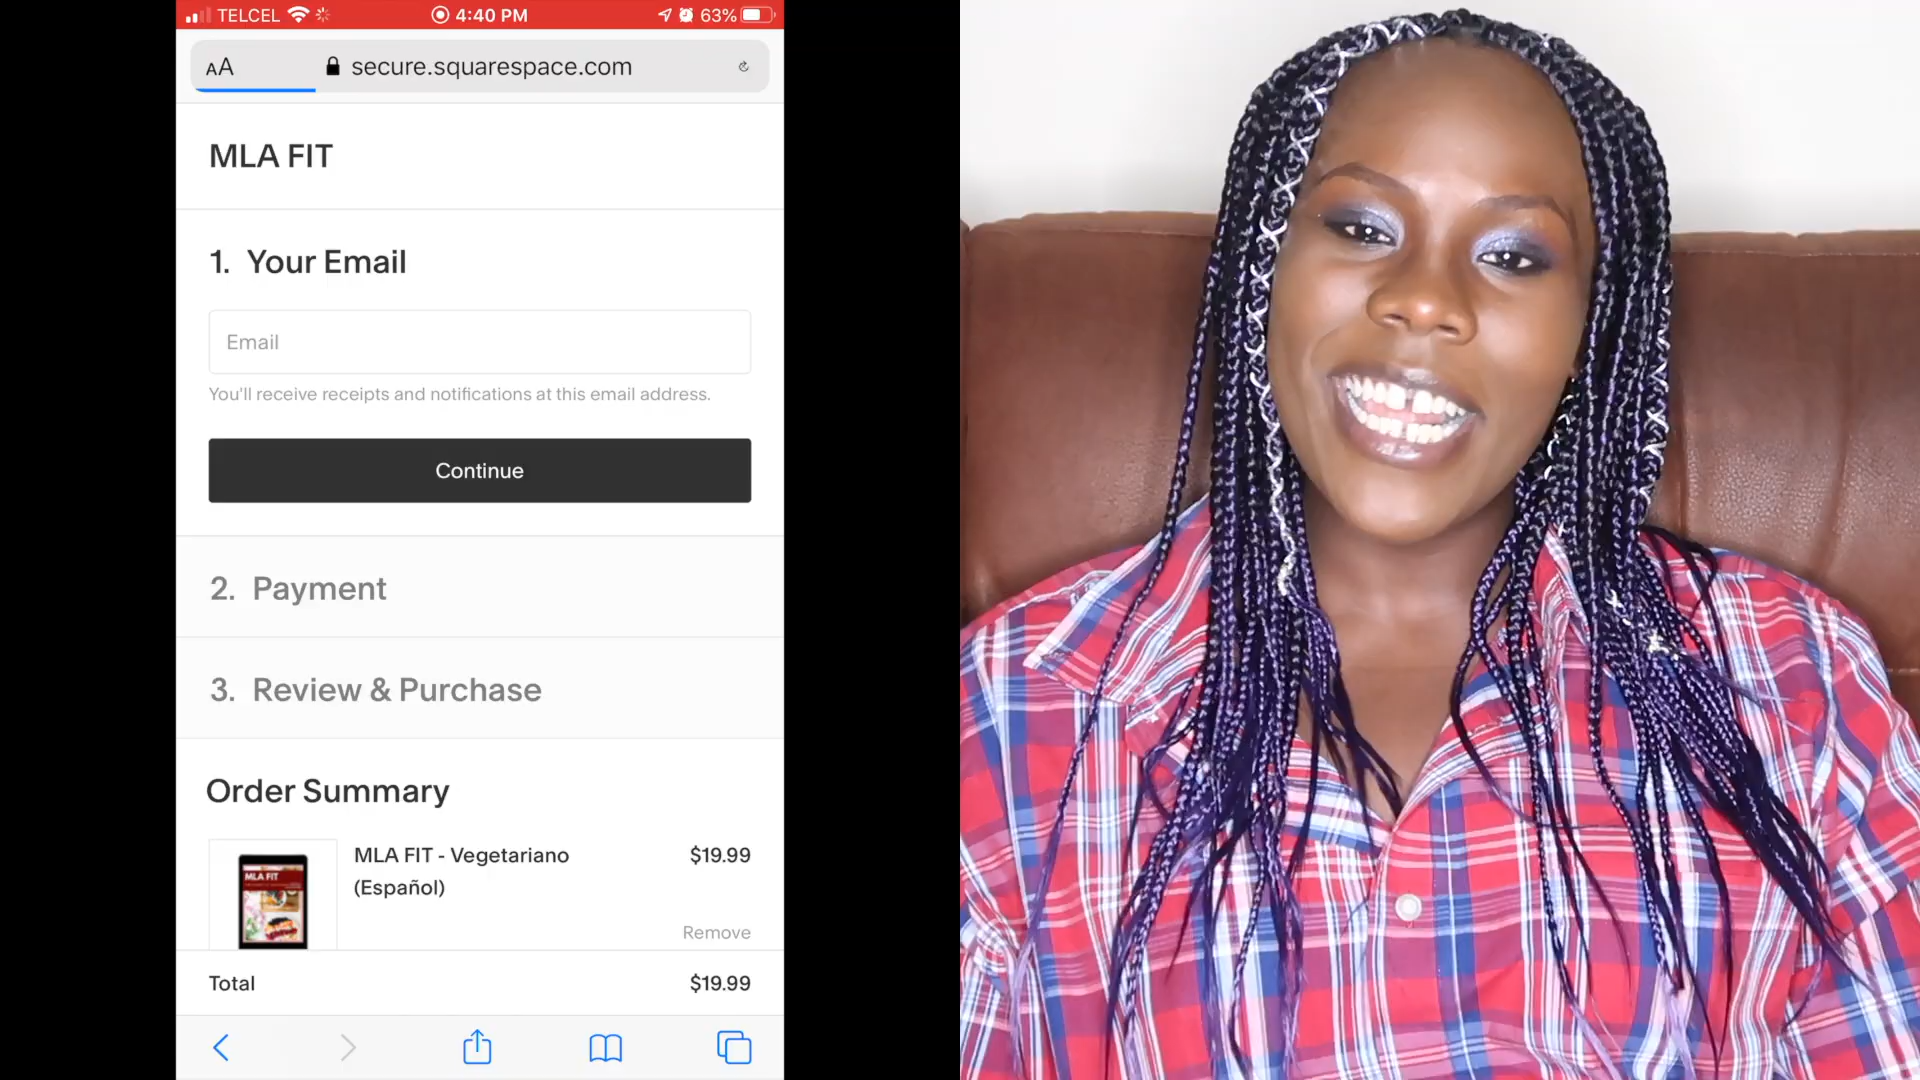 TELCEL 4:40 PM 63%
AA secure.squarespace.com
MLA FIT
1. Your Email
Email
You'll receive receipts and notifications at this email address.
Continue
2. Payment
3. Review & Purchase
Order Summary
MLA FIT - Vegetariano $19.99
(Español)
MLA FIT
Remove
Total $19.99